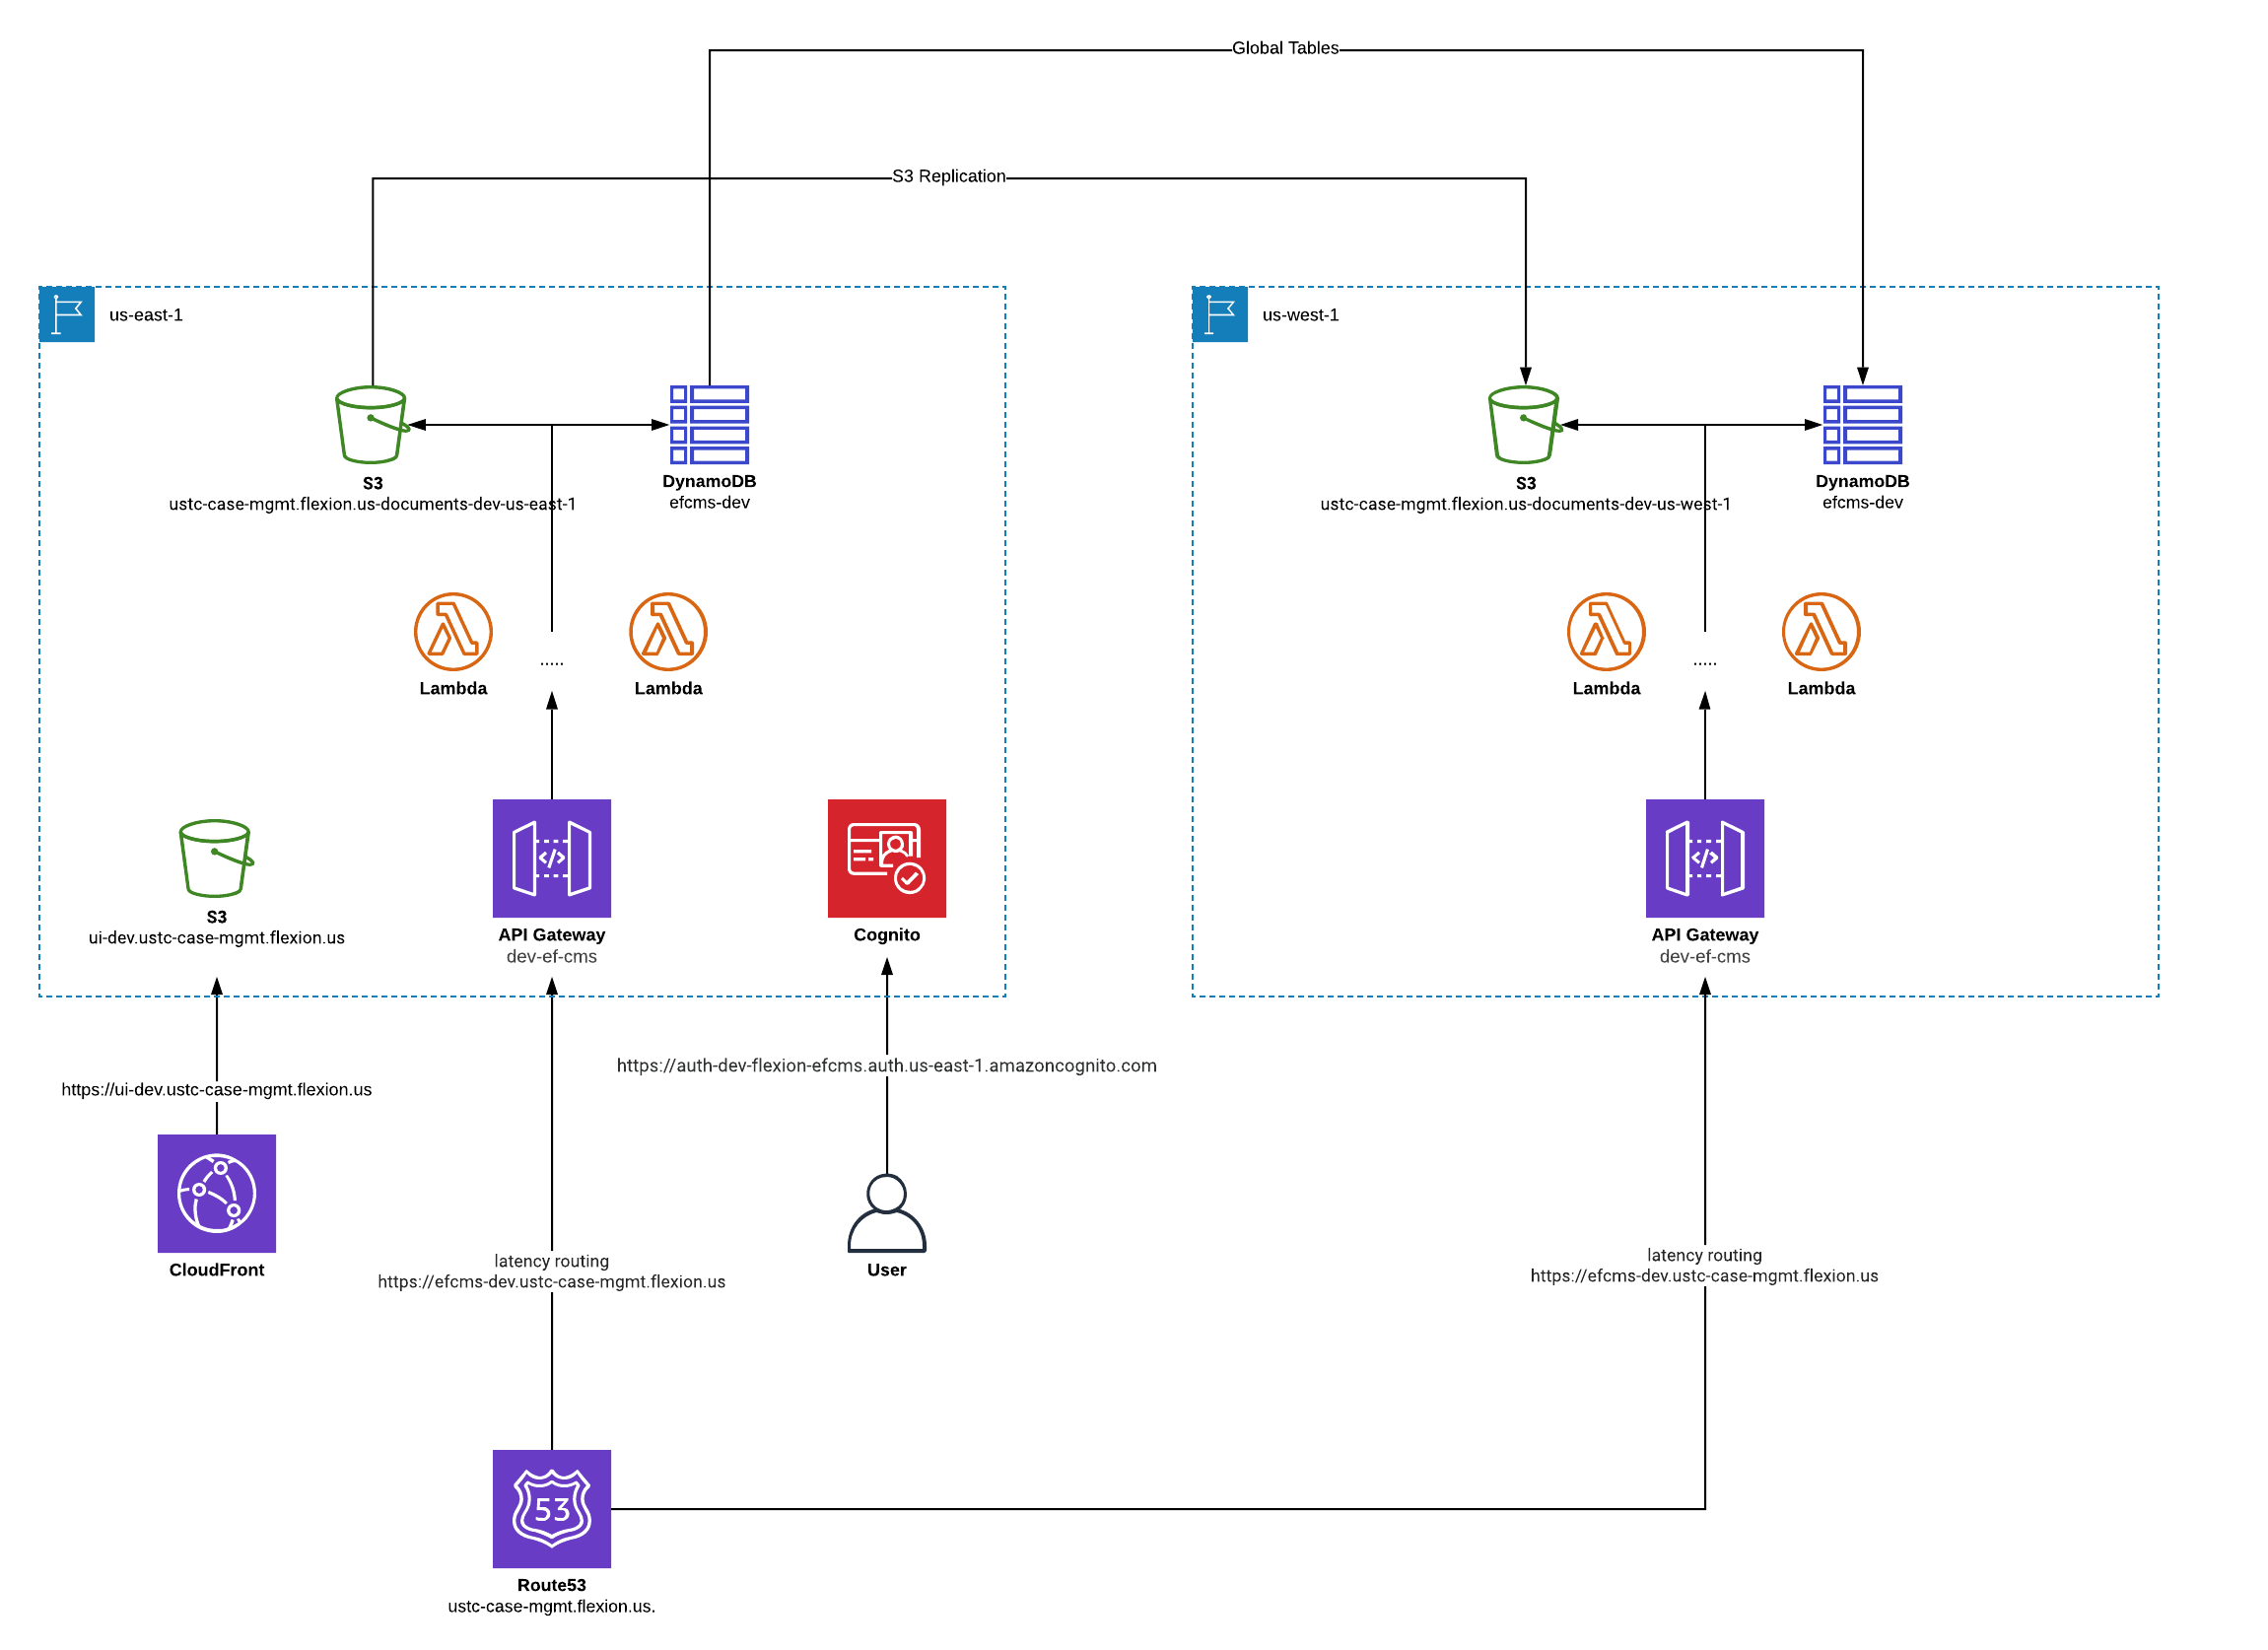 Global Tables
S3 Replication
us-east-1
us-west-1
S3
ustc-case-mgmt.flexion.us-documents-dev-us-east-1
DynamoDB
efcms-dev
S3
ustc-case-mgmt.flexion.us-documents-dev-us-west-1
DynamoDB
efcms-dev
Lambda
.....
Lambda
Lambda
.....
Lambda
S3
ui-dev.ustc-case-mgmt.flexion.us
API Gateway
dev-ef-cms
Cognito
API Gateway
dev-ef-cms
https://auth-dev-flexion-efcms.auth.us-east-1.amazoncognito.com
https://ui-dev.ustc-case-mgmt.flexion.us
CloudFront
latency routing
https://efcms-dev.ustc-case-mgmt.flexion.us
User
latency routing
https://efcms-dev.ustc-case-mgmt.flexion.us
53
Route53
ustc-case-mgmt.flexion.us.